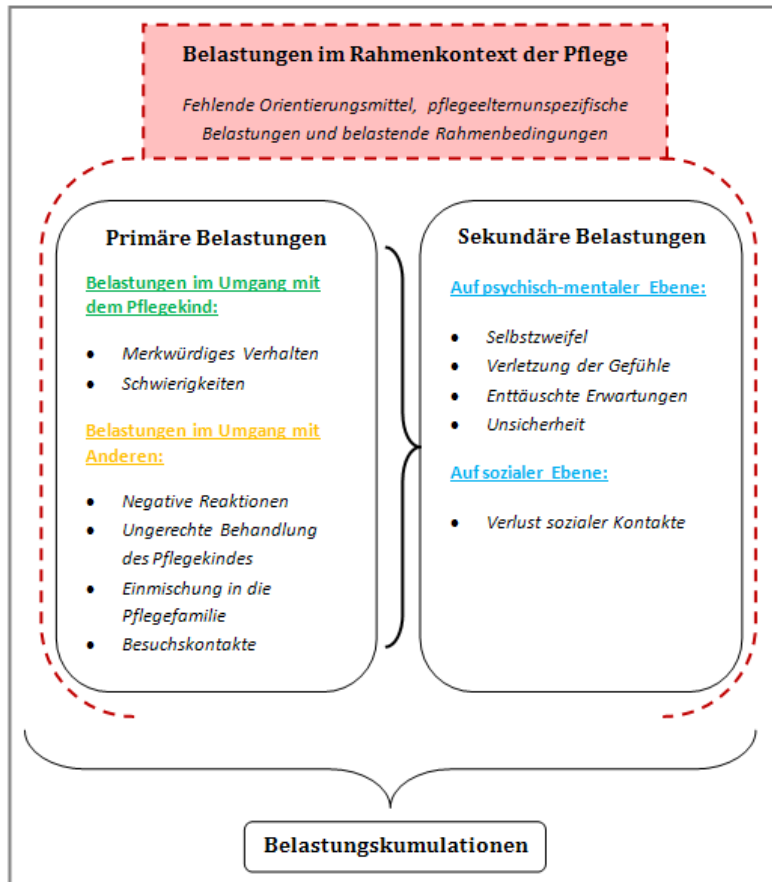 Belastungen im Rahmenkontext der Pflege
Fehlende Orientierungsmittel, pflegeelternunspezifische
Belastungen und belastende Rahmenbedingungen
Primäre Belastungen
Belastungen im Umgang mit
dem Pflegekind:
• Merkwürdiges Verhalten
• Schwierigkeiten
Belastungen im Umgang mit
Anderen:
• Negative Reaktionen
• Ungerechte Behandlung
des Pflegekindes
• Einmischung in die
Pflegefamilie
• Besuchskontakte
Sekundäre Belastungen
Auf psychisch-mentaler Ebene:
• Selbstzweifel
• Verletzung der Gefühle
• Enttäuschte Erwartungen
• Unsicherheit
Auf sozialer Ebene:
• Verlust sozialer Kontakte
Belastungskumulationen